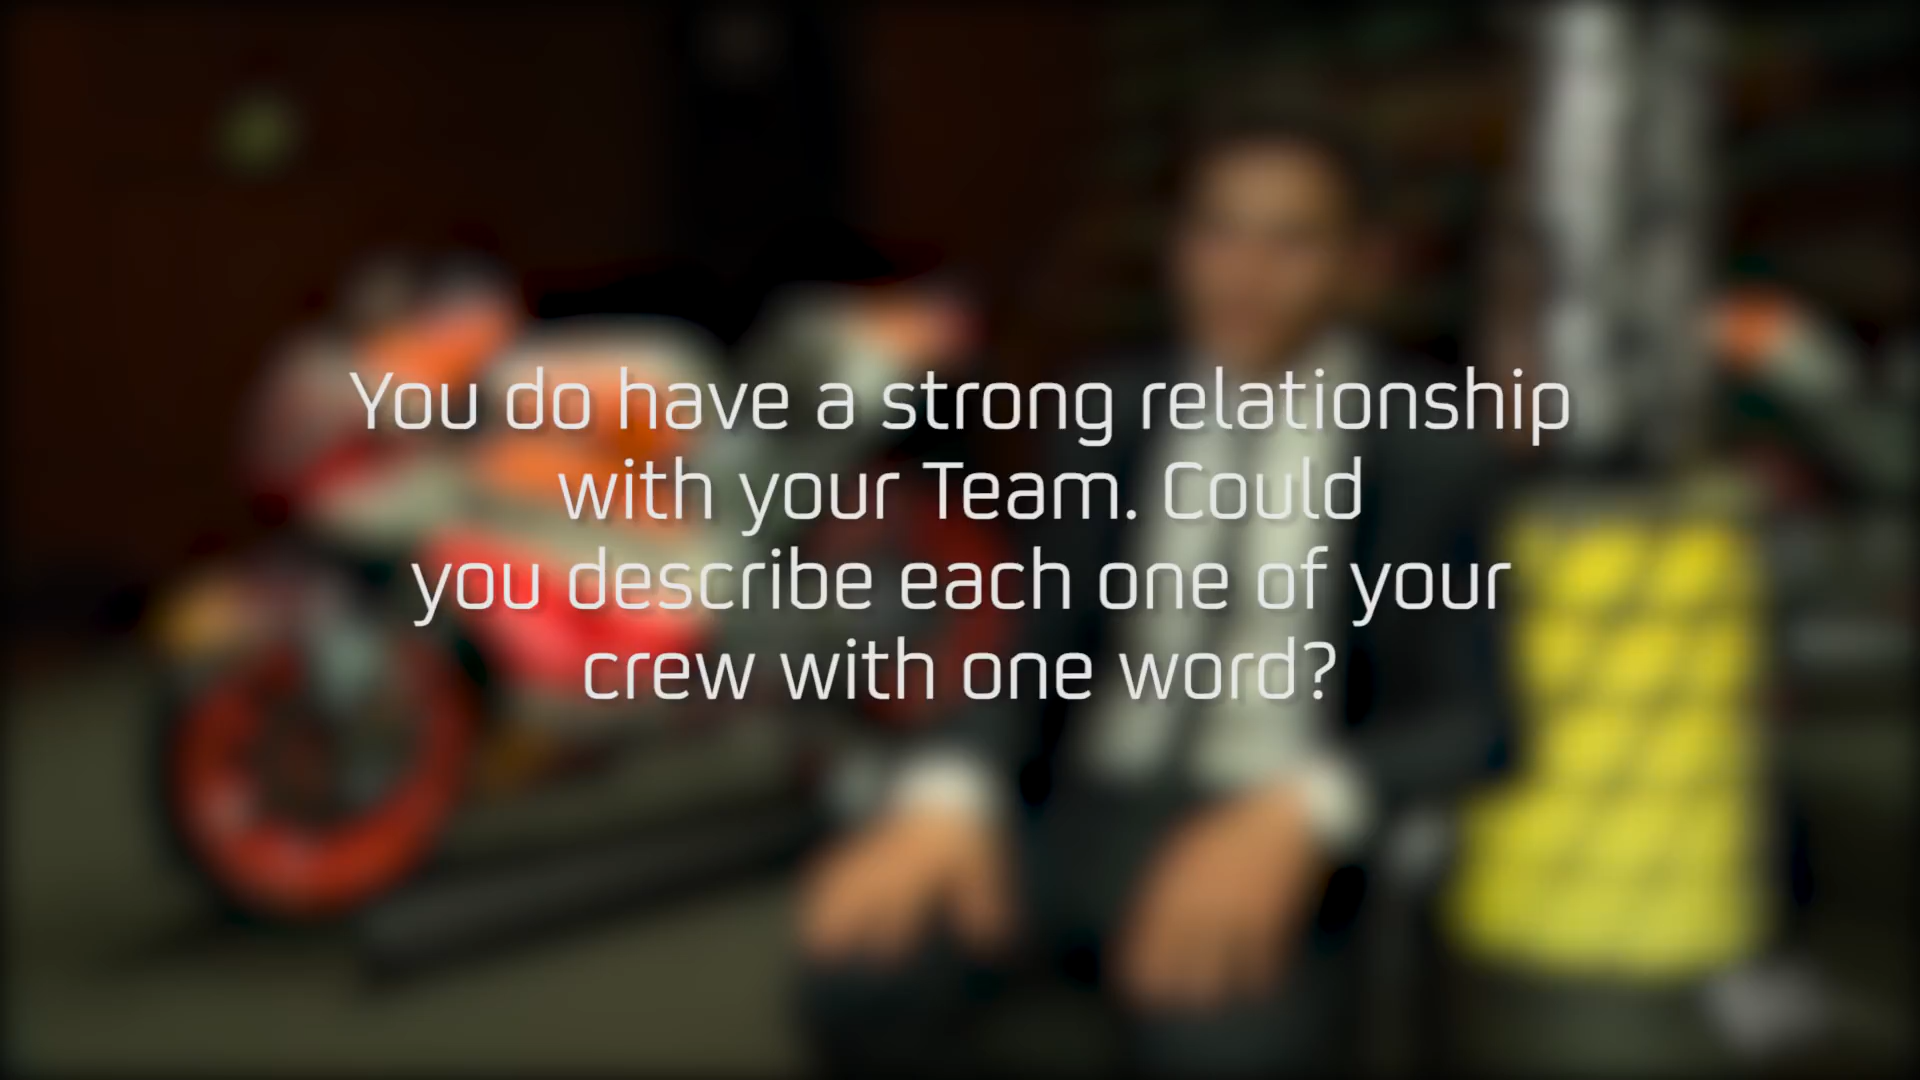 You do have a strong relationship
with your Team. Could
you describe each one of your
crew with one word?